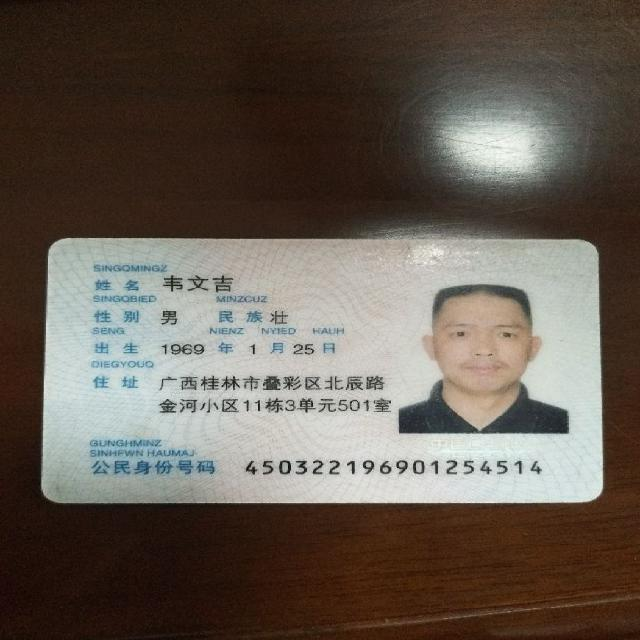 SINGQMINGZ
姓名 韦文吉
SINGQBIED MINZCUZ
性别 男 民族 壮
SENG NIENZ NYIED HAUH
出生 1969 年 1 月 25 日
DIEGYOUQ
住址 广西桂林市叠彩区北辰路
金河小区11栋3单元501室
GUNGHMINZ
SINHFWN HAUMAJ
公民身份号码 450322196901254514